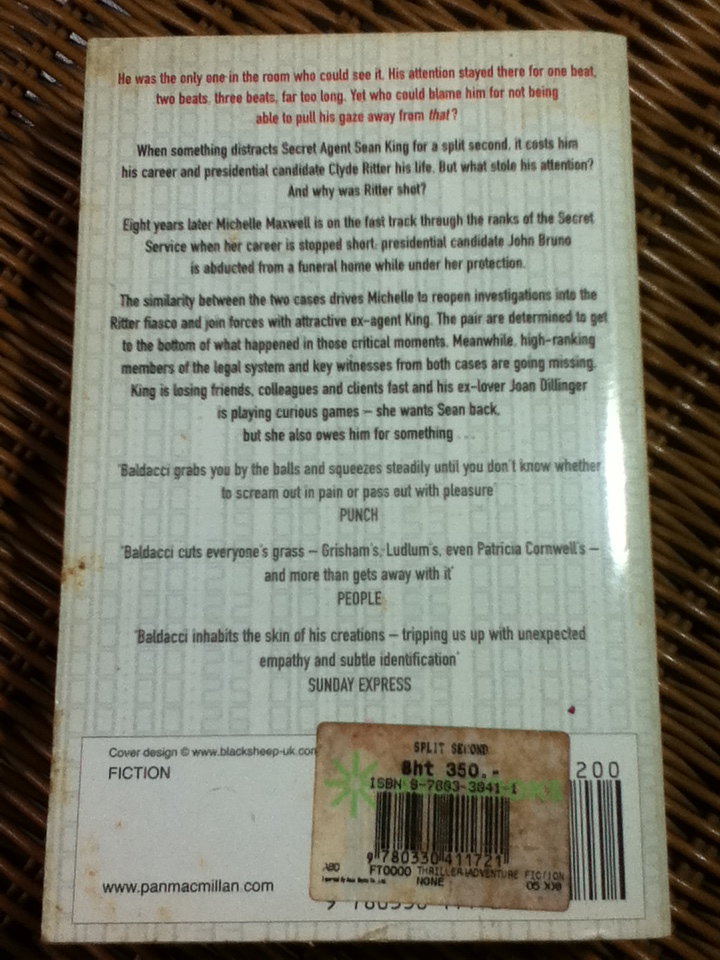 He was the only one in the room who could see it. His attention stayed there for one beat,
two beats, three beats, far too long. Yet who could blame him for not being
able to pull his gaze away from that?
When something distracts Secret Agent Sean King for a split second, it costs him
his career and presidential candidate Clyde Ritter his life. But what stole his attention?
And why was Ritter shot?
Eight years later Michelle Maxwell is on the fast track through the ranks of the Secret
Service when her career is stopped short: presidential candidate John Bruno
is abducted from a funeral home while under her protection.
The similarity between the two cases drives Michelle to reopen investigations into the
Ritter fiasco and join forces with attractive ex-agent King. The pair are determined to get
to the bottom of what happened in those critical moments. Meanwhile, high-ranking
members of the legal system and key witnesses from both cases are going missing.
King is losing friends, colleagues and clients fast and his ex-lover Joan Dillinger
is playing curious games – she wants Sean back,
but she also owes him for something ...
'Baldacci grabs you by the balls and squeezes steadily until you don't know whether
to scream out in pain or pass out with pleasure'
PUNCH
'Baldacci cuts everyone's grass – Grisham's, Ludlum's, even Patricia Cornwell's –
and more than gets away with it'
PEOPLE
'Baldacci inhabits the skin of his creations – tripping us up with unexpected
empathy and subtle identification'
SUNDAY EXPRESS
Cover design © www.blacksheep-uk.com
FICTION
SPLIT SECOND
Bht 350.-
ISBN 0-7803-3041-1
200
9 780330 411721
ABO FT0000 THRILLER/ADVENTURE FICTION
NONE
www.panmacmillan.com